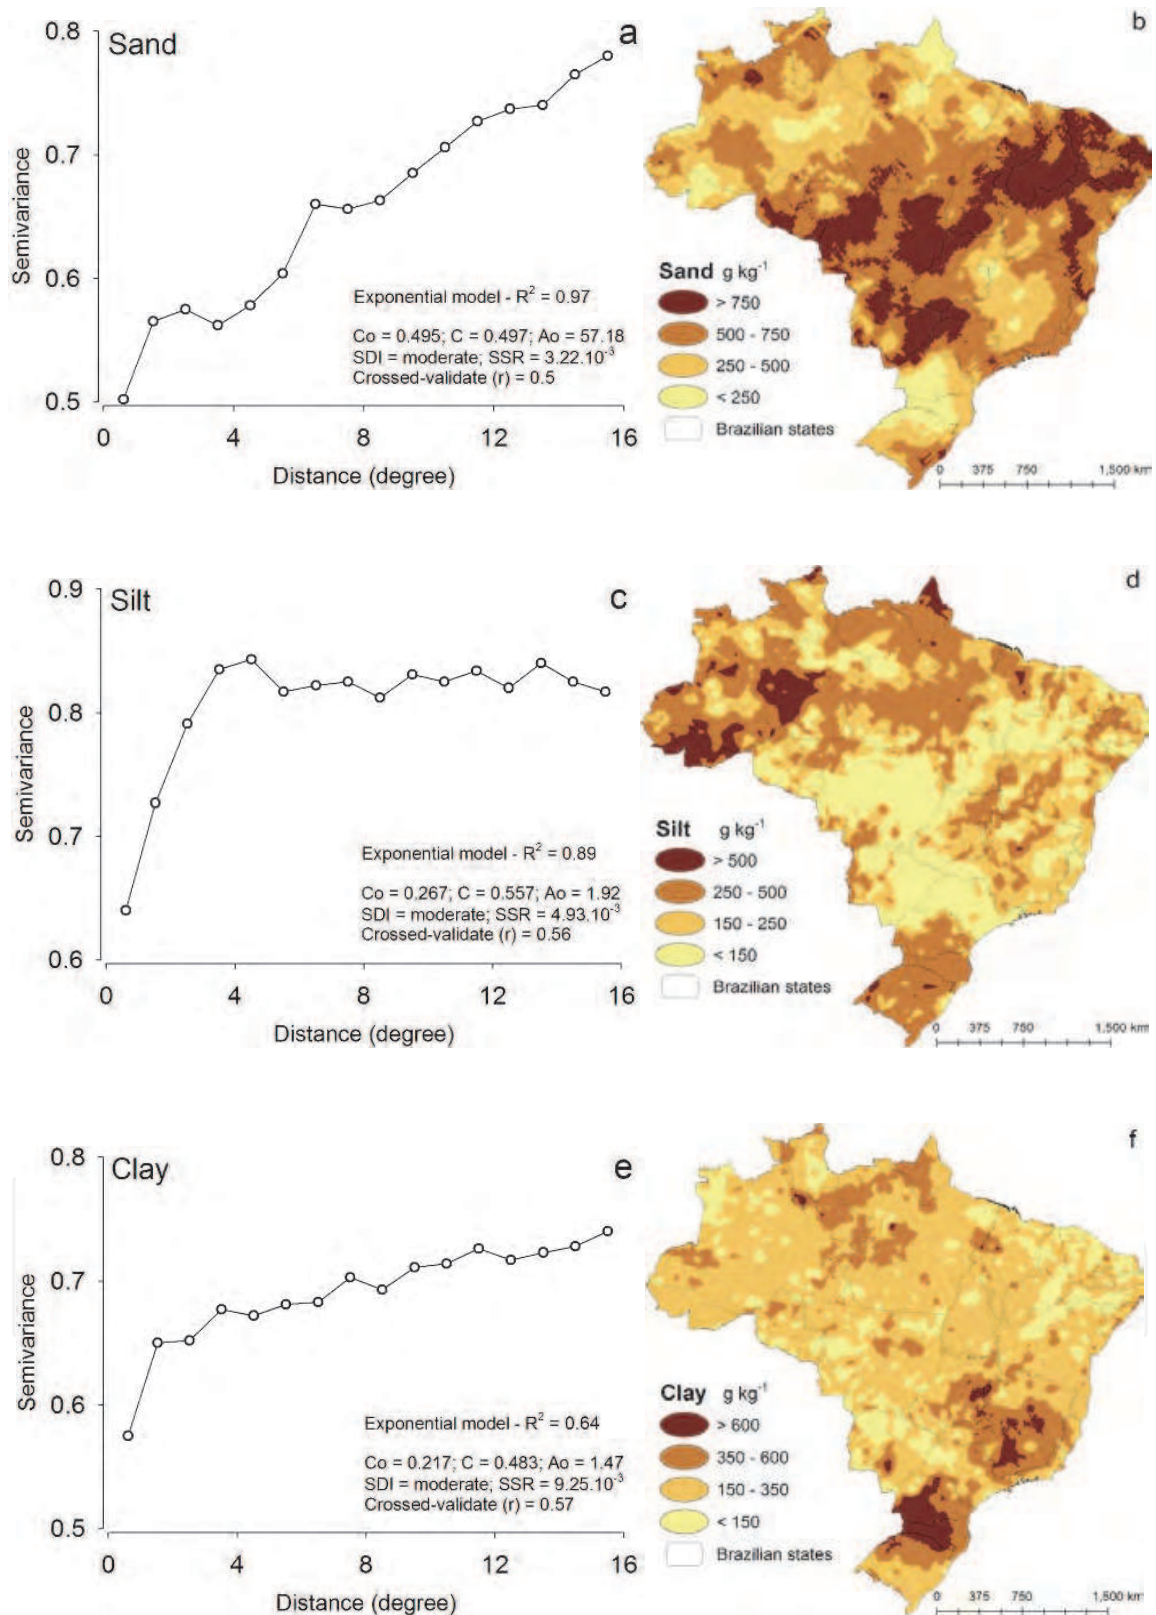 Sand
a
0.8
0.7
0.6
0.5
Semivariance
Exponential model - R² = 0.97
Co = 0.495; C = 0.497; Ao = 57.18
SDI = moderate; SSR = 3.22.10⁻³
Crossed-validate (r) = 0.5
0 4 8 12 16
Distance (degree)
b
Sand g kg⁻¹
> 750
500 - 750
250 - 500
< 250
Brazilian states
0 375 750 1,500 km
Silt
c
0.9
0.8
0.7
0.6
Semivariance
Exponential model - R² = 0.89
Co = 0.267; C = 0.557; Ao = 1.92
SDI = moderate; SSR = 4.93.10⁻³
Crossed-validate (r) = 0.56
0 4 8 12 16
Distance (degree)
d
Silt g kg⁻¹
> 500
250 - 500
150 - 250
< 150
Brazilian states
0 375 750 1,500 km
Clay
e
0.8
0.7
0.6
0.5
Semivariance
Exponential model - R² = 0.64
Co = 0.217; C = 0.483; Ao = 1.47
SDI = moderate; SSR = 9.25.10⁻³
Crossed-validate (r) = 0.57
0 4 8 12 16
Distance (degree)
f
Clay g kg⁻¹
> 600
350 - 600
150 - 350
< 150
Brazilian states
0 375 750 1,500 km